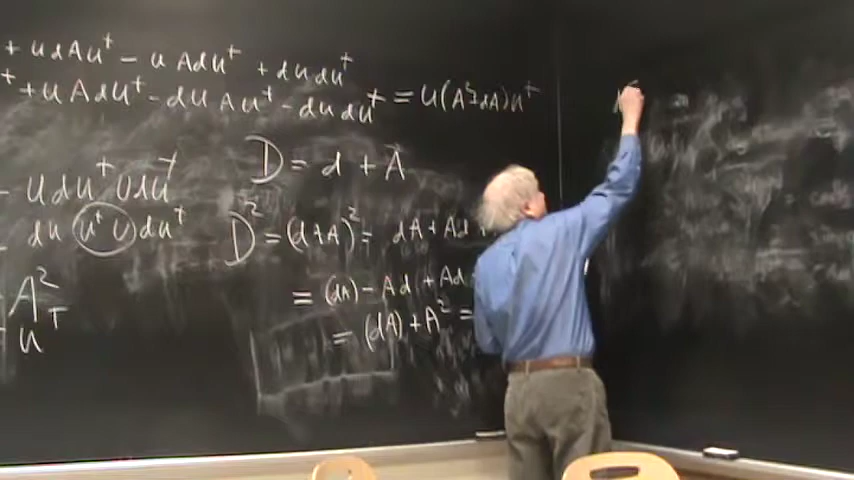 + u d A u† - u A d u† + d u d u†
+ u A d u† - d u A u† - d u d u† = u(A² + dA)u†
D = d + A
- u d u† u d u†
d u (u† u) d u†
D² = (d + A)² = dA + Ad
= (dA) - Ad + Ad
A²
= (dA) + A² =
u†